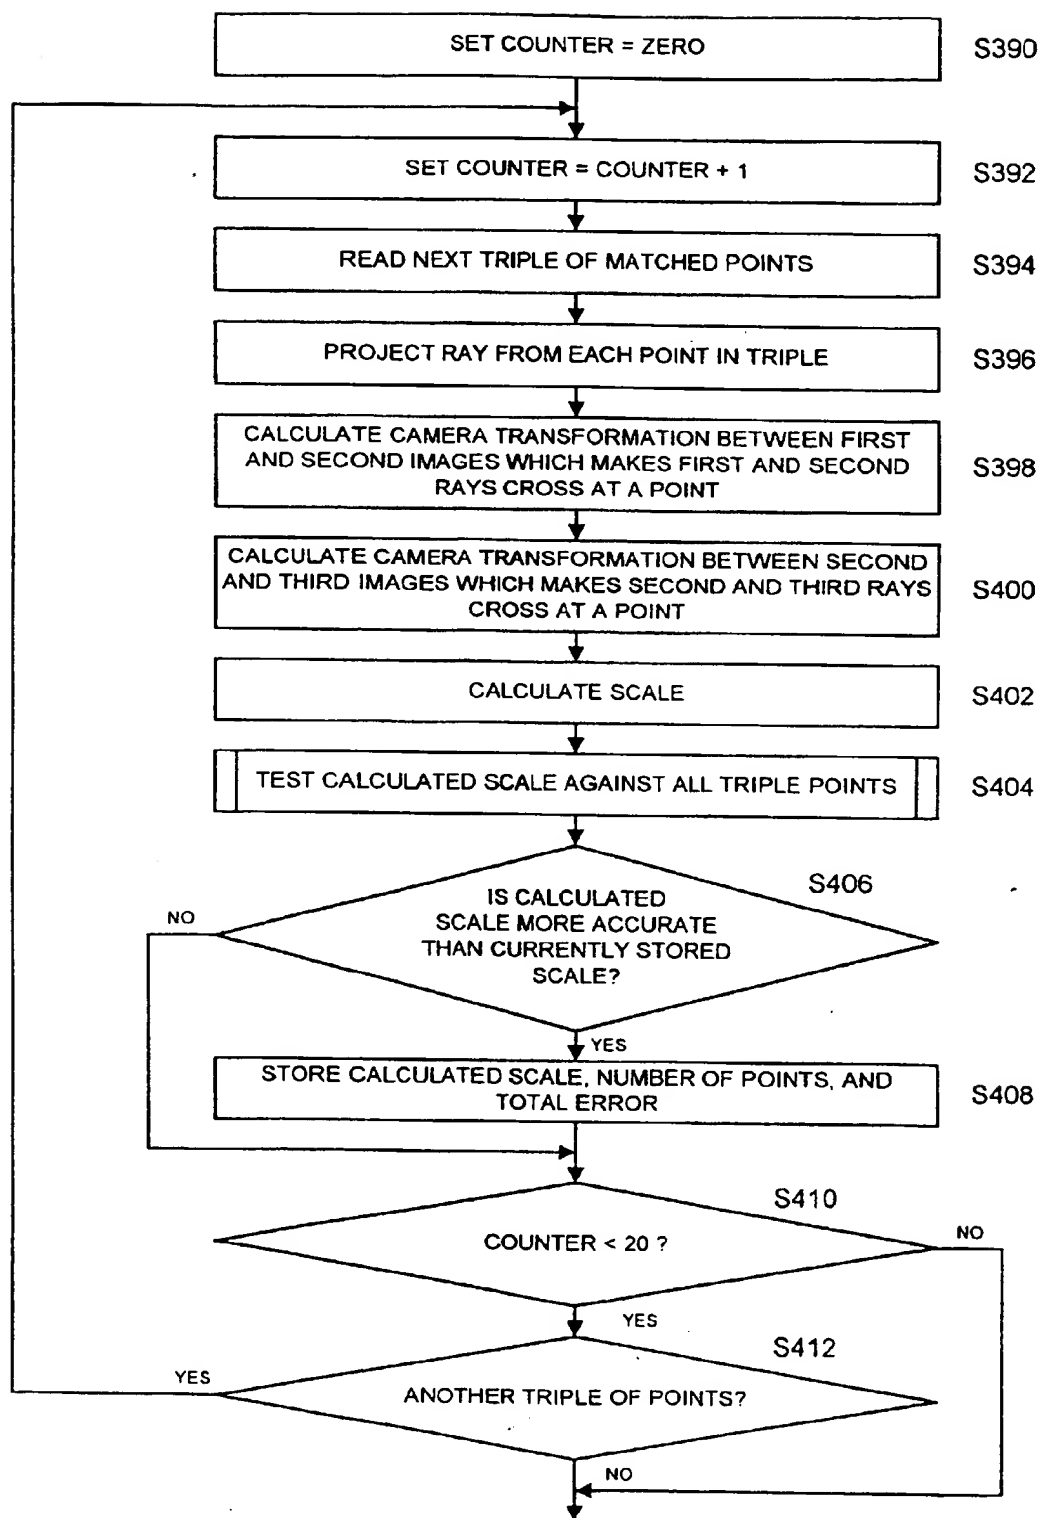 SET COUNTER = ZERO
S390
SET COUNTER = COUNTER + 1
S392
READ NEXT TRIPLE OF MATCHED POINTS
S394
PROJECT RAY FROM EACH POINT IN TRIPLE
S396
CALCULATE CAMERA TRANSFORMATION BETWEEN FIRST
AND SECOND IMAGES WHICH MAKES FIRST AND SECOND
RAYS CROSS AT A POINT
S398
CALCULATE CAMERA TRANSFORMATION BETWEEN SECOND
AND THIRD IMAGES WHICH MAKES SECOND AND THIRD RAYS
CROSS AT A POINT
S400
CALCULATE SCALE
S402
TEST CALCULATED SCALE AGAINST ALL TRIPLE POINTS
S404
S406
IS CALCULATED
SCALE MORE ACCURATE
THAN CURRENTLY STORED
SCALE?
NO
YES
STORE CALCULATED SCALE, NUMBER OF POINTS, AND
TOTAL ERROR
S408
S410
COUNTER < 20 ?
NO
YES
S412
ANOTHER TRIPLE OF POINTS?
YES
NO